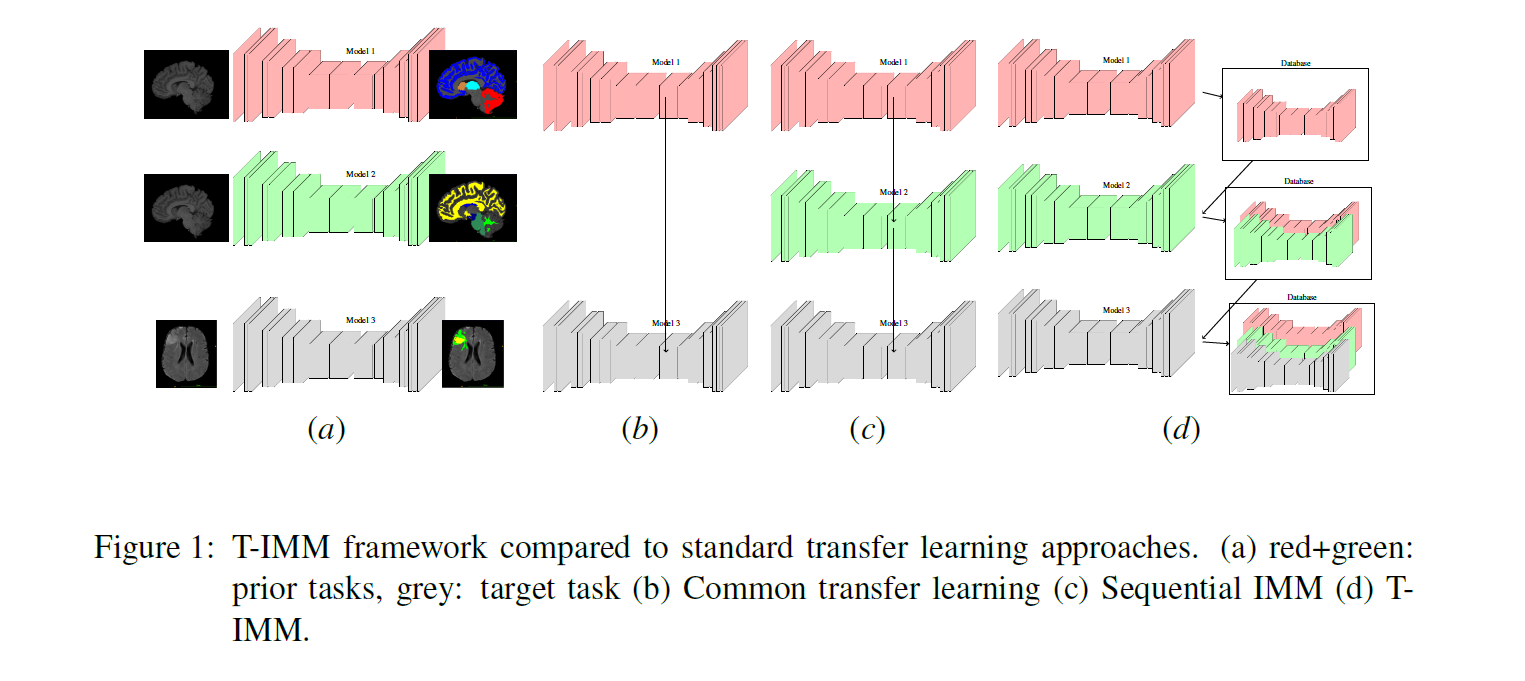 Model 1
Model 1
Model 1
Model 1
Database
Model 2
Model 2
Model 2
Database
Model 3
Model 3
Model 3
Model 3
Database
(a)
(b)
(c)
(d)
Figure 1: T-IMM framework compared to standard transfer learning approaches. (a) red+green:
prior tasks, grey: target task (b) Common transfer learning (c) Sequential IMM (d) T-
IMM.